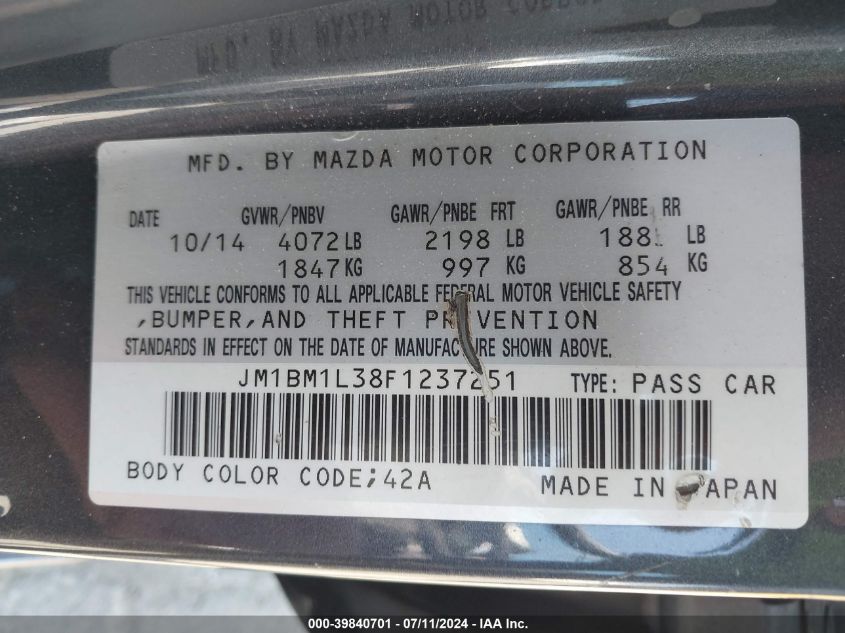 MFD. BY MAZDA MOTOR CORPORATION
DATE GVWR/PNBV GAWR/PNBE FRT GAWR/PNBE RR
10/14 4072 LB 2198 LB LB
1847 KG 997 KG 854 KG
THIS VEHICLE CONFORMS TO ALL APPLICABLE FEDERAL MOTOR VEHICLE SAFETY
,BUMPER,AND THEFT PREVENTION
STANDARDS IN EFFECT ON THE DATE OF MANUFACTURE SHOWN ABOVE.
JM1BM1L38F1237251 TYPE: PASS CAR
BODY COLOR CODE;42A MADE IN JAPAN
000-39840701 - 07/11/2024 - IAA Inc.